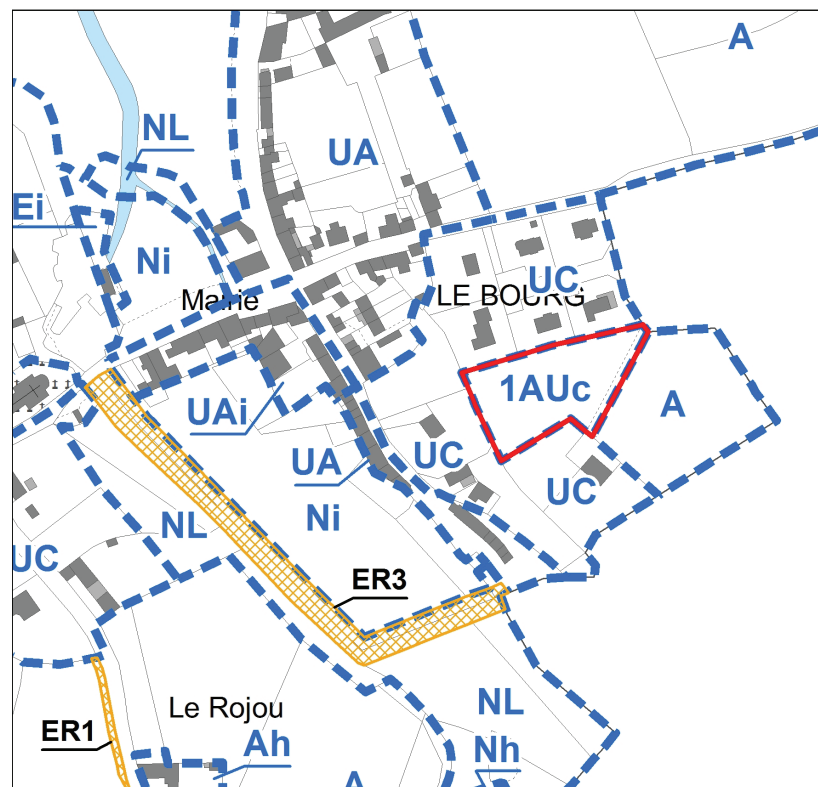 A
NL
UA
Ei
Ni
UC
Mairie
LE BOURG
1AUc
A
UAi
UA
UC
UC
Ni
NL
UC
ER3
Le Rojou
NL
ER1
Ah
Nh
A